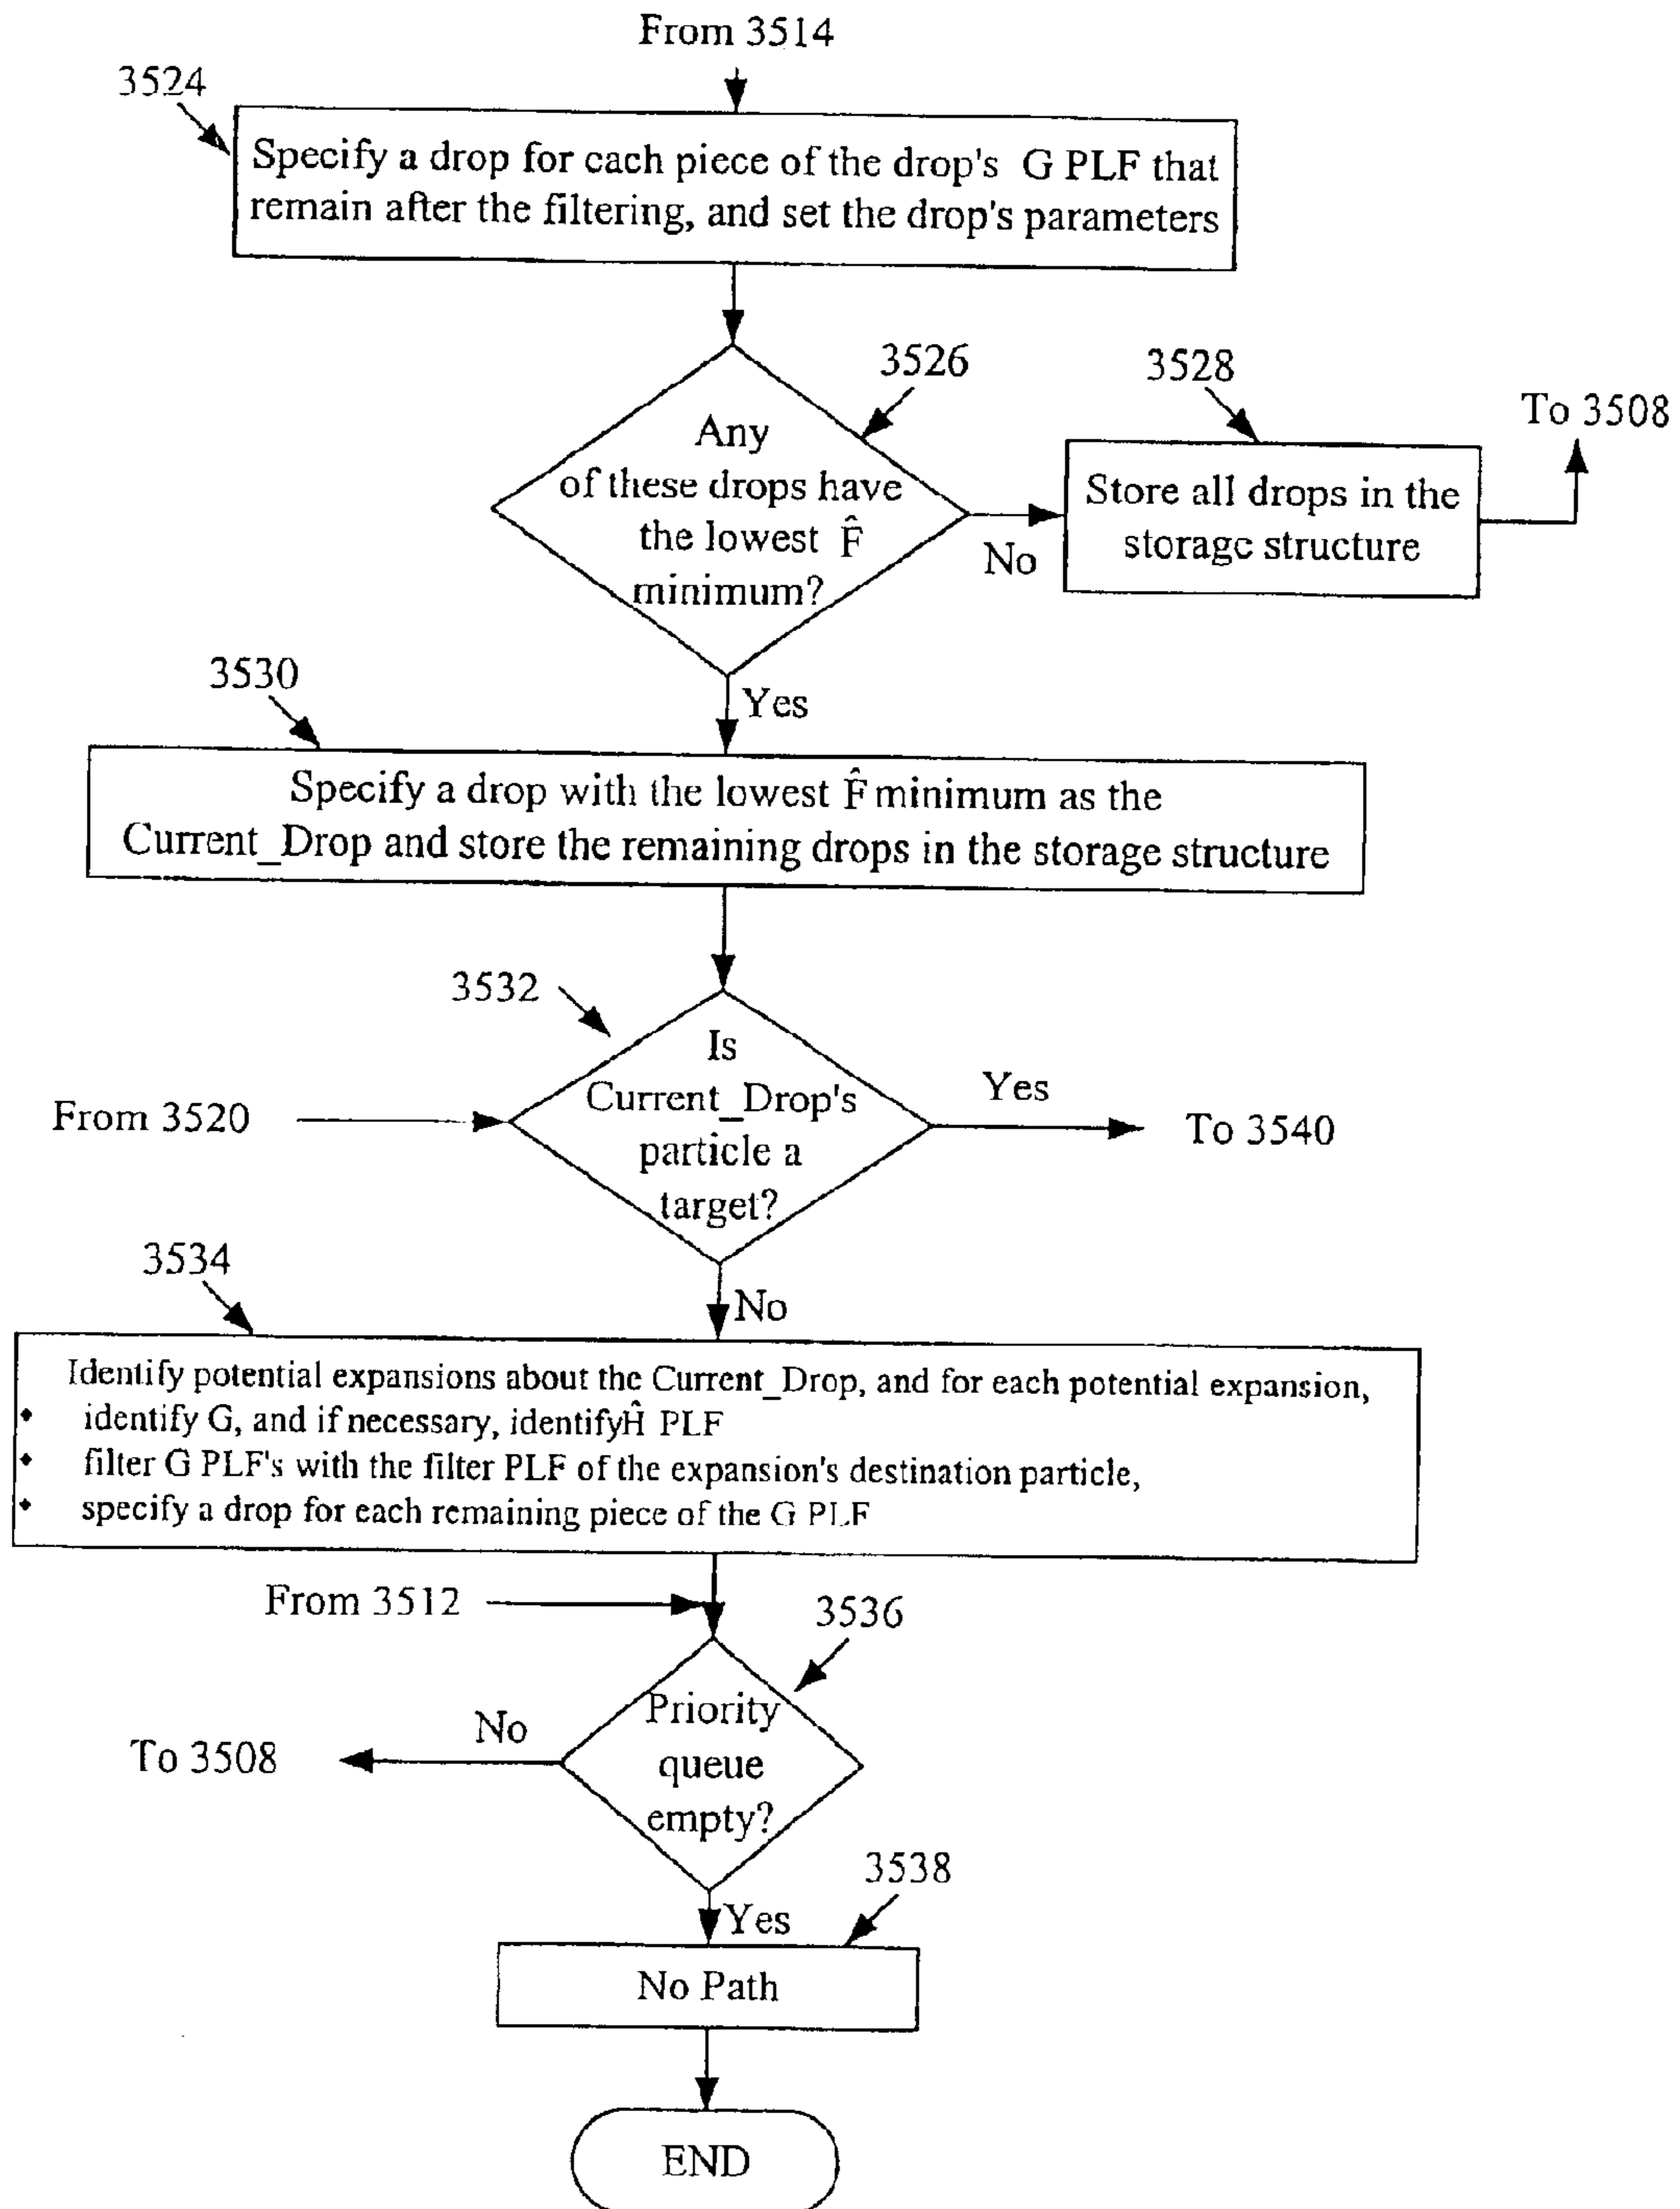 From 3514
3524
Specify a drop for each piece of the drop's G PLF that
remain after the filtering, and set the drop's parameters
3526
3528
To 3508
Any
of these drops have
the lowest F̂
minimum?
No
Store all drops in the
storage structure
3530
Yes
Specify a drop with the lowest F̂ minimum as the
Current_Drop and store the remaining drops in the storage structure
3532
Is
Current_Drop's
particle a
target?
From 3520
Yes
To 3540
3534
No
Identify potential expansions about the Current_Drop, and for each potential expansion,
• identify G, and if necessary, identify Ĥ PLF
• filter G PLF's with the filter PLF of the expansion's destination particle,
• specify a drop for each remaining piece of the G PLF
From 3512
3536
Priority
queue
empty?
No
To 3508
3538
Yes
No Path
END